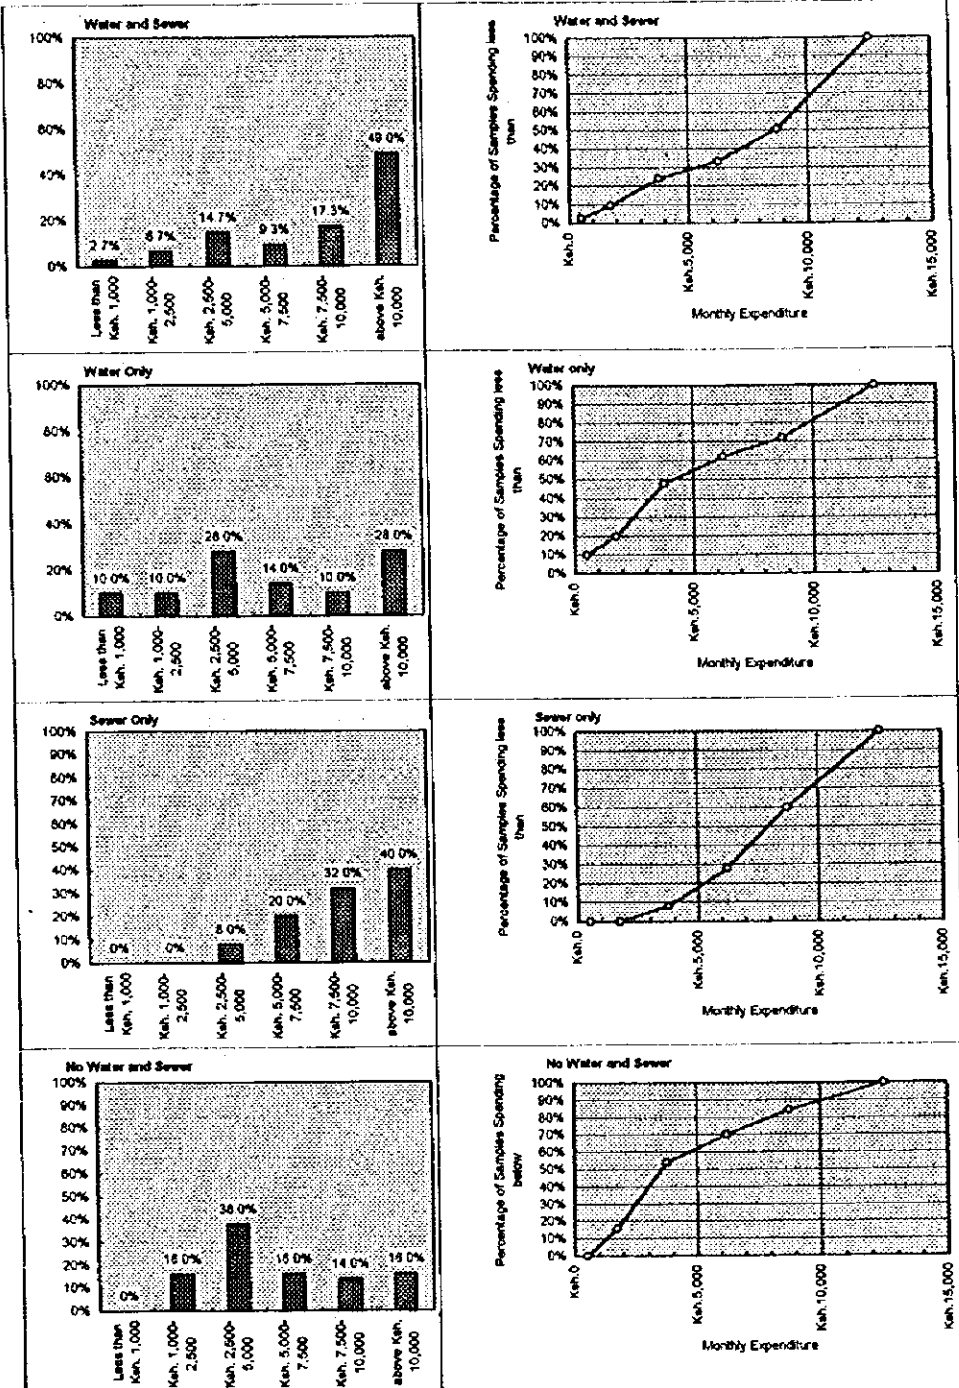 Water and Sewer
100%
80%
60%
40%
20%
0%
2.7%
6.7%
14.7%
9.3%
17.3%
49.0%
Less than
Ksh. 1,000
Ksh. 1,000-
2,500
Ksh. 2,500-
5,000
Ksh. 5,000-
7,500
Ksh. 7,500-
10,000
above Ksh.
10,000
Water and Sewer
Percentage of Samples Spending less
than
100%
90%
80%
70%
60%
50%
40%
30%
20%
10%
0%
Ksh.0
Ksh.5,000
Ksh.10,000
Ksh.15,000
Monthly Expenditure
Water Only
100%
80%
60%
40%
20%
0%
10.0%
10.0%
28.0%
14.0%
10.0%
28.0%
Less than
Ksh. 1,000
Ksh. 1,000-
2,500
Ksh. 2,500-
5,000
Ksh. 5,000-
7,500
Ksh. 7,500-
10,000
above Ksh.
10,000
Water only
Percentage of Samples Spending less
than
100%
90%
80%
70%
60%
50%
40%
30%
20%
10%
0%
Ksh.0
Ksh.5,000
Ksh.10,000
Ksh.15,000
Monthly Expenditure
Sewer Only
100%
90%
80%
70%
60%
50%
40%
30%
20%
10%
0%
0%
0%
8.0%
20.0%
32.0%
40.0%
Less than
Ksh. 1,000
Ksh. 1,000-
2,500
Ksh. 2,500-
5,000
Ksh. 5,000-
7,500
Ksh. 7,500-
10,000
above Ksh.
10,000
Sewer only
Percentage of Samples Spending less
than
100%
90%
80%
70%
60%
50%
40%
30%
20%
10%
0%
Ksh.0
Ksh.5,000
Ksh.10,000
Ksh.15,000
Monthly Expenditure
No Water and Sewer
100%
90%
80%
70%
60%
50%
40%
30%
20%
10%
0%
0%
16.0%
38.0%
16.0%
14.0%
16.0%
Less than
Ksh. 1,000
Ksh. 1,000-
2,500
Ksh. 2,500-
5,000
Ksh. 5,000-
7,500
Ksh. 7,500-
10,000
above Ksh.
10,000
No Water and Sewer
Percentage of Samples Spending
below
100%
90%
80%
70%
60%
50%
40%
30%
20%
10%
0%
Ksh.0
Ksh.5,000
Ksh.10,000
Ksh.15,000
Monthly Expenditure